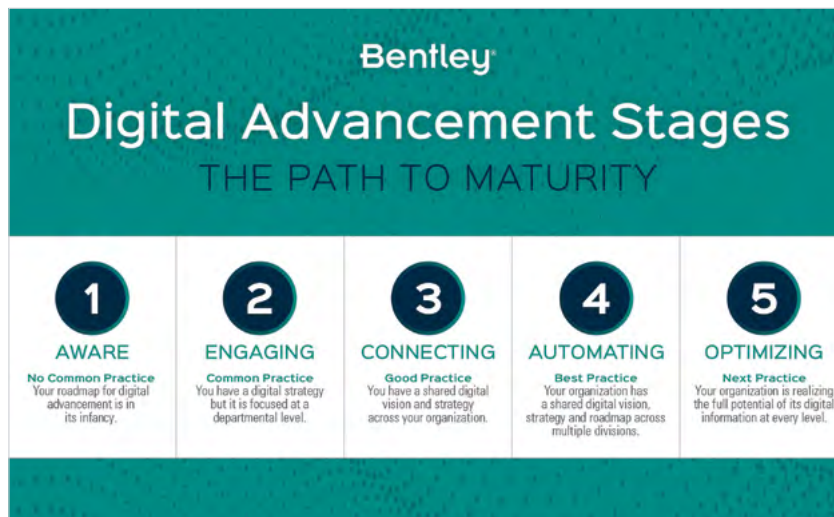 Bentley®
Digital Advancement Stages
THE PATH TO MATURITY
1
AWARE
No Common Practice
Your roadmap for digital
advancement is in
its infancy.
2
ENGAGING
Common Practice
You have a digital strategy
but it is focused at a
departmental level.
3
CONNECTING
Good Practice
You have a shared digital
vision and strategy
across your organization.
4
AUTOMATING
Best Practice
Your organization has
a shared digital vision,
strategy and roadmap across
multiple divisions.
5
OPTIMIZING
Next Practice
Your organization is realizing
the full potential of its digital
information at every level.